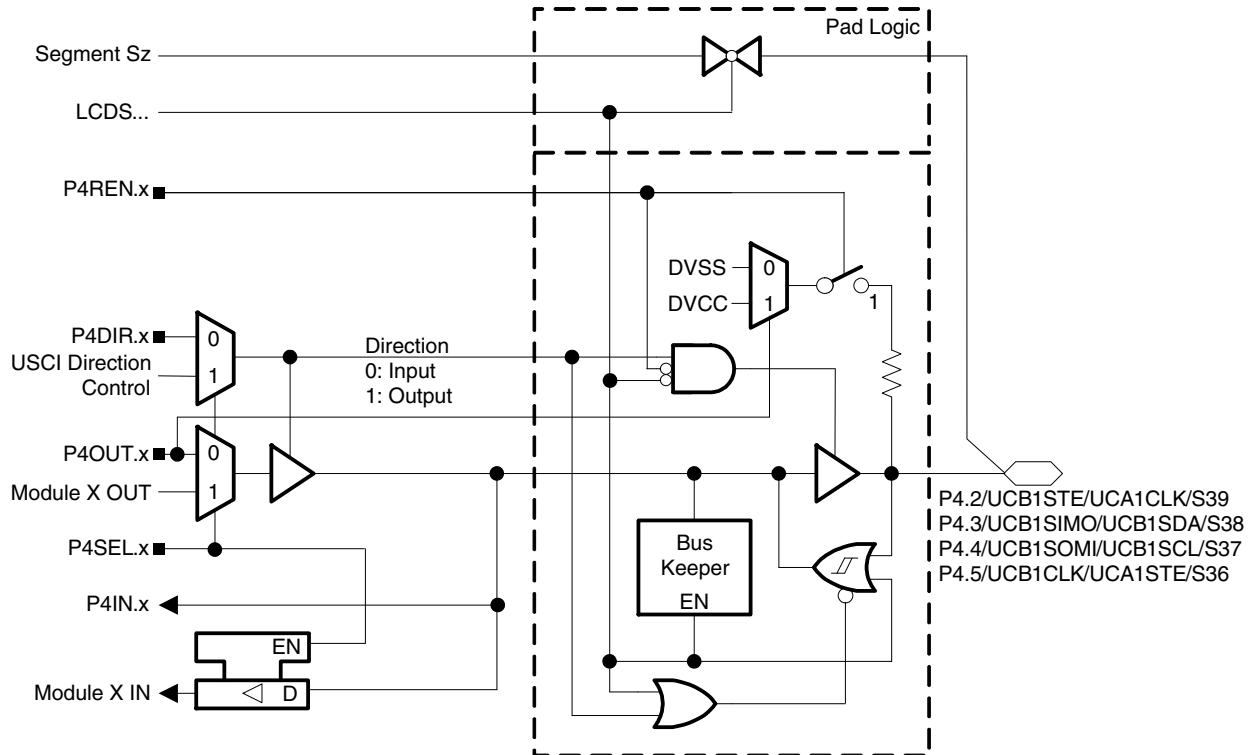 Pad Logic
Segment Sz
LCDS...
P4REN.x
DVSS
0
DVCC
1
1
P4DIR.x
0
USCI Direction
Control
1
Direction
0: Input
1: Output
P4OUT.x
0
Module X OUT
1
P4SEL.x
P4IN.x
EN
Module X IN
D
Bus
Keeper
EN
P4.2/UCB1STE/UCA1CLK/S39
P4.3/UCB1SIMO/UCB1SDA/S38
P4.4/UCB1SOMI/UCB1SCL/S37
P4.5/UCB1CLK/UCA1STE/S36